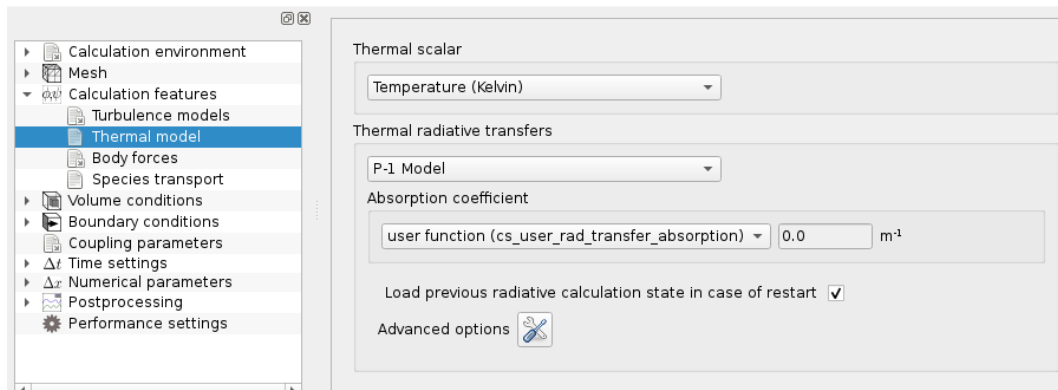 Calculation environment
Mesh
Calculation features
Turbulence models
Thermal model
Body forces
Species transport
Volume conditions
Boundary conditions
Coupling parameters
Δt Time settings
Δx Numerical parameters
Postprocessing
Performance settings
Thermal scalar
Temperature (Kelvin)
Thermal radiative transfers
P-1 Model
Absorption coefficient
user function (cs_user_rad_transfer_absorption) 0.0 m⁻¹
Load previous radiative calculation state in case of restart
Advanced options